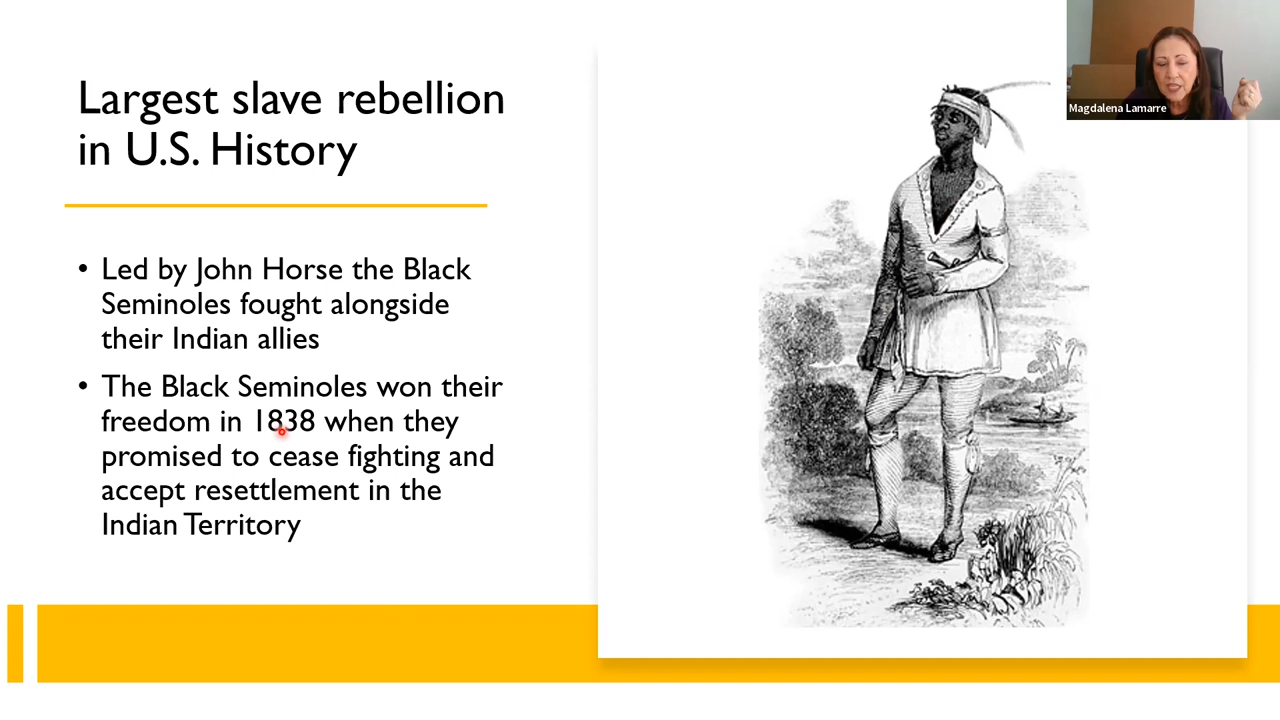 Largest slave rebellion
in U.S. History
• Led by John Horse the Black
Seminoles fought alongside
their Indian allies
• The Black Seminoles won their
freedom in 1838 when they
promised to cease fighting and
accept resettlement in the
Indian Territory
Magdalena Lamarre